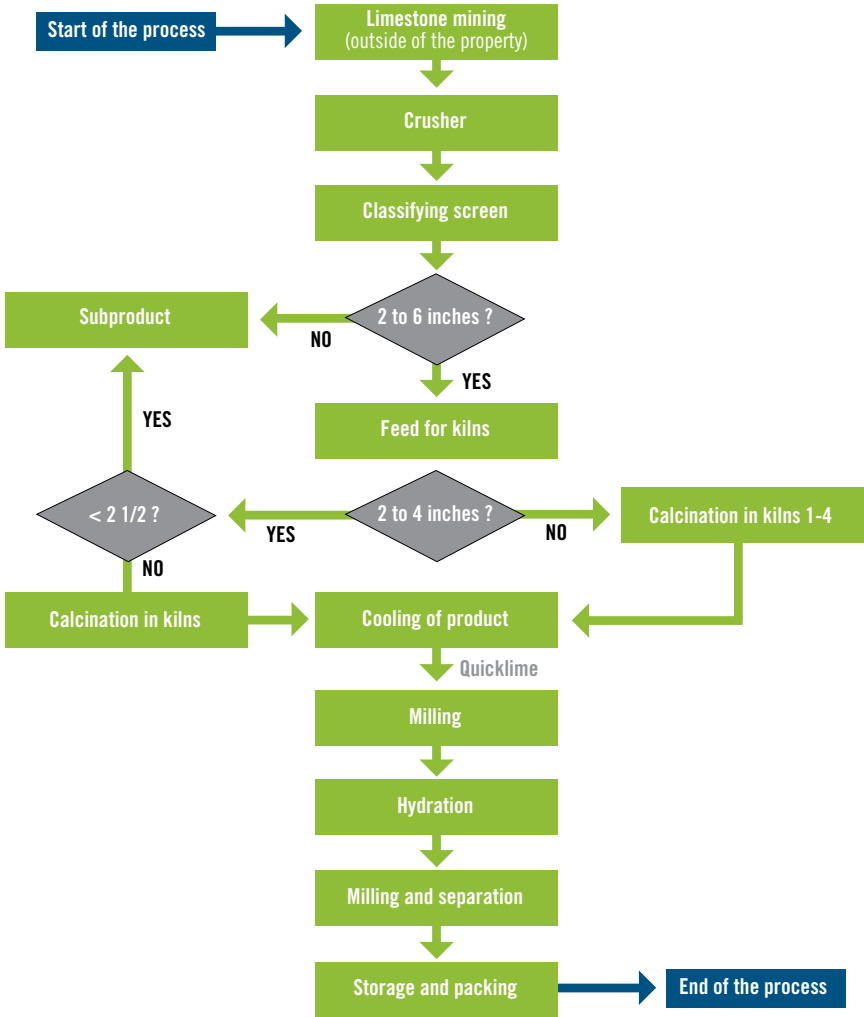 Start of the process
Limestone mining
(outside of the property)
Crusher
Classifying screen
Subproduct
2 to 6 inches ?
NO
YES
Feed for kilns
YES
< 2 1/2 ?
2 to 4 inches ?
Calcination in kilns 1-4
YES
NO
NO
Calcination in kilns
Cooling of product
Quicklime
Milling
Hydration
Milling and separation
Storage and packing
End of the process